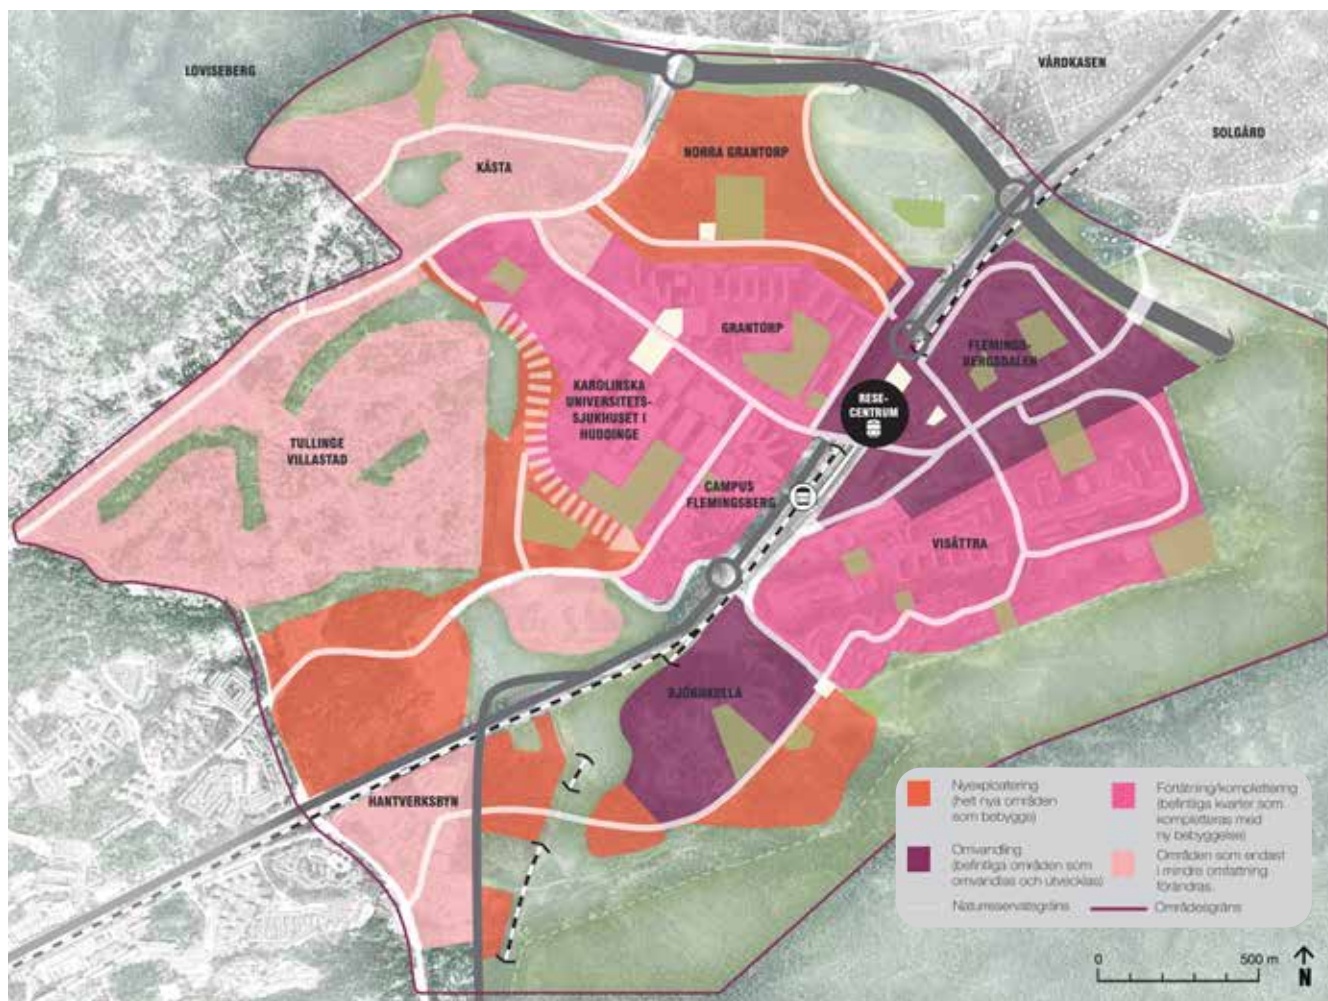 LOVISEBERG
VÅRDKASEN
SOLGÅRD
NORRA GRANTORP
KÄSTA
GRANTORP
FLEMINGS-
BERGSDALEN
RESE-
CENTRUM
KAROLINSKA
UNIVERSITETS-
SJUKHUSET I
HUDDINGE
TULLINGE
VILLASTAD
CAMPUS
FLEMINGSBERG
VISÄTTRA
BJÖRNKULLA
HANTVERKSBYN
Nyexploatering
(helt nya områden
som bebyggs)
Förtätning/komplettering
(befintliga kvarter som
kompletteras med
ny bebyggelse)
Omvandling
(befintliga områden som
omvandlas och utvecklas)
Områden som endast
i mindre omfattning
förändras.
Naturreservatsgräns
Områdesgräns
0
500 m
N